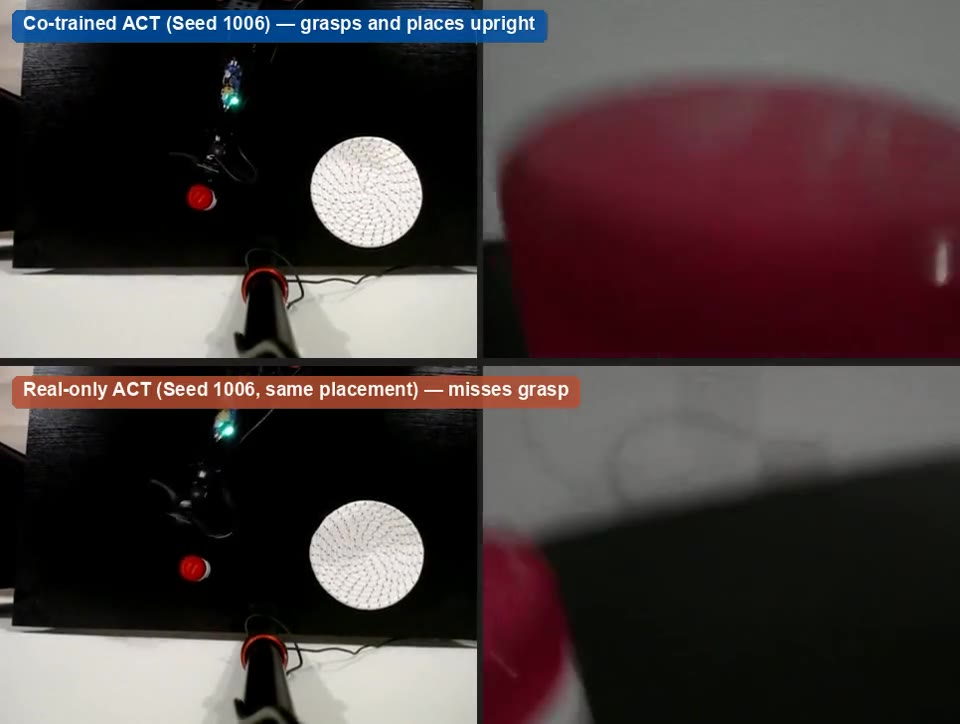 Co-trained ACT (Seed 1006) — grasps and places upright
Real-only ACT (Seed 1006, same placement) — misses grasp